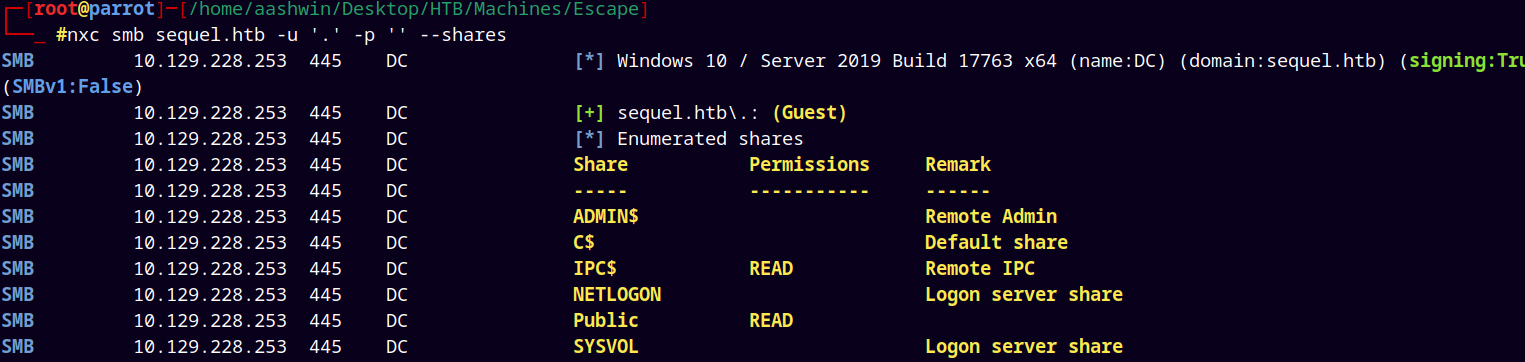 ┌─[root@parrot]─[/home/aashwin/Desktop/HTB/Machines/Escape]
└──╼ #nxc smb sequel.htb -u '.' -p '' --shares
SMB 10.129.228.253 445 DC [*] Windows 10 / Server 2019 Build 17763 x64 (name:DC) (domain:sequel.htb) (signing:Tru
(SMBv1:False)
SMB 10.129.228.253 445 DC [+] sequel.htb\.: (Guest)
SMB 10.129.228.253 445 DC [*] Enumerated shares
SMB 10.129.228.253 445 DC Share Permissions Remark
SMB 10.129.228.253 445 DC ----- ----------- ------
SMB 10.129.228.253 445 DC ADMIN$ Remote Admin
SMB 10.129.228.253 445 DC C$ Default share
SMB 10.129.228.253 445 DC IPC$ READ Remote IPC
SMB 10.129.228.253 445 DC NETLOGON Logon server share
SMB 10.129.228.253 445 DC Public READ
SMB 10.129.228.253 445 DC SYSVOL Logon server share